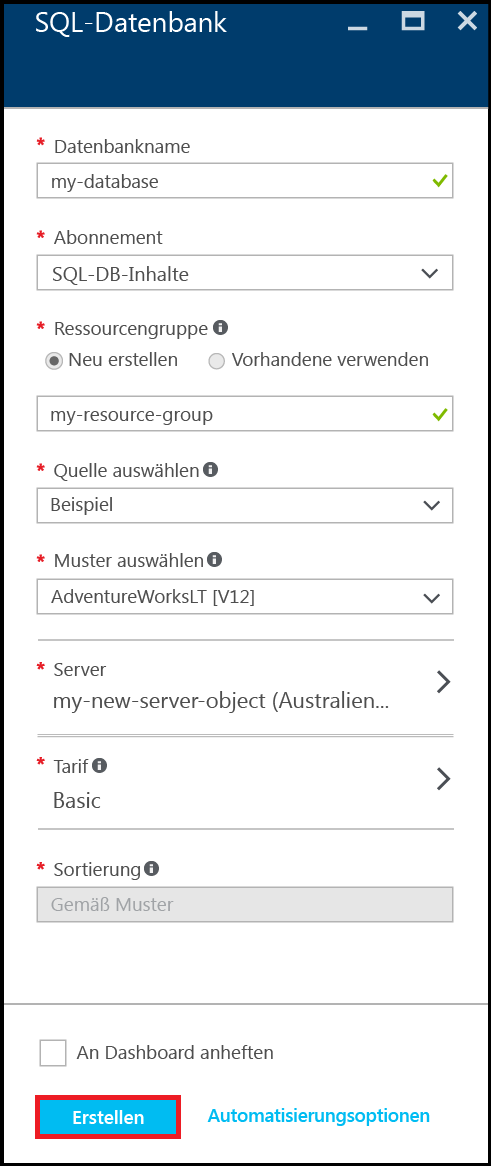 SQL-Datenbank
* Datenbankname
my-database
* Abonnement
SQL-DB-Inhalte
* Ressourcengruppe
Neu erstellen Vorhandene verwenden
my-resource-group
* Quelle auswählen
Beispiel
* Muster auswählen
AdventureWorksLT [V12]
* Server
my-new-server-object (Australien...
* Tarif
Basic
* Sortierung
Gemäß Muster
An Dashboard anheften
Erstellen Automatisierungsoptionen